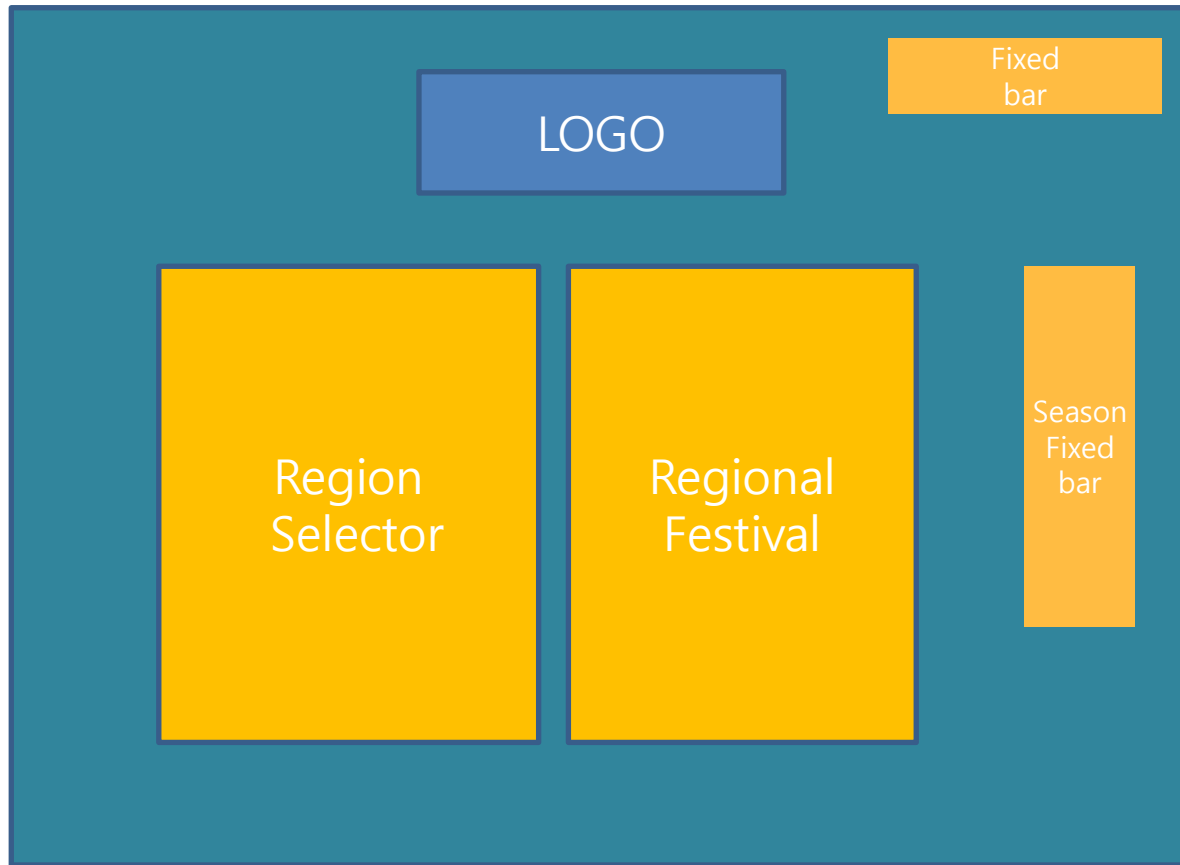 Fixed
bar
LOGO
Region
Selector
Regional
Festival
Season
Fixed
bar